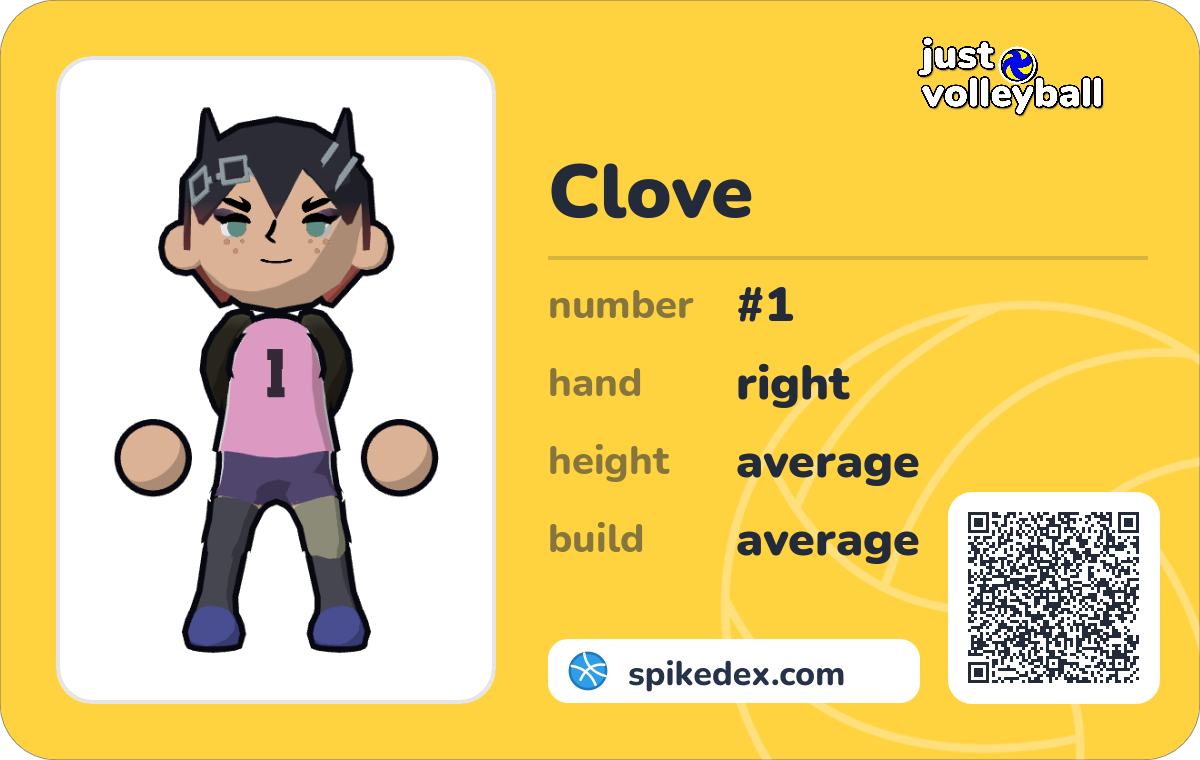 just
volleyball
Clove
number #1
hand right
height average
build average
1
spikedex.com